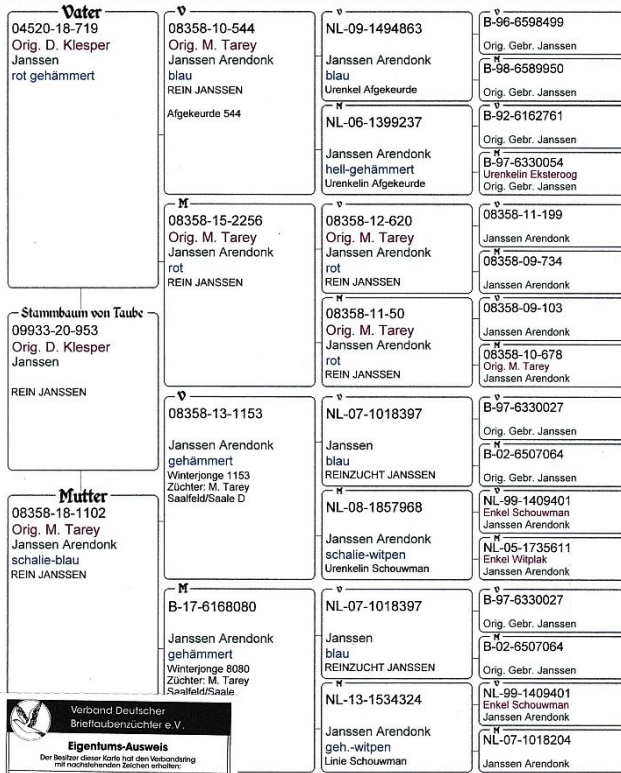 Vater
04520-18-719
Orig. D. Klesper
Janssen
rot gehämmert
Stammbaum von Taube
09933-20-953
Orig. D. Klesper
Janssen
REIN JANSSEN
Mutter
08358-18-1102
Orig. M. Tarey
Janssen Arendonk
schalie-blau
REIN JANSSEN
V
08358-10-544
Orig. M. Tarey
Janssen Arendonk
blau
REIN JANSSEN
Afgekeurde 544
M
08358-15-2256
Orig. M. Tarey
Janssen Arendonk
rot
REIN JANSSEN
V
08358-13-1153
Janssen Arendonk
gehämmert
Winterjonge 1153
Züchter: M. Tarey
Saalfeld/Saale D
M
B-17-6168080
Janssen Arendonk
gehämmert
Winterjonge 8080
Züchter: M. Tarey
Saalfeld/Saale
V
NL-09-1494863
Janssen Arendonk
blau
Urenkel Afgekeurde
M
NL-06-1399237
Janssen Arendonk
hell-gehämmert
Urenkelin Afgekeurde
V
08358-12-620
Orig. M. Tarey
Janssen Arendonk
rot
REIN JANSSEN
M
08358-11-50
Orig. M. Tarey
Janssen Arendonk
rot
REIN JANSSEN
V
NL-07-1018397
Janssen
blau
REINZUCHT JANSSEN
M
NL-08-1857968
Janssen Arendonk
schalie-witpen
Urenkelin Schouwman
V
NL-07-1018397
Janssen
blau
REINZUCHT JANSSEN
M
NL-13-1534324
Janssen Arendonk
geh.-witpen
Linie Schouwman
V
B-96-6598499
Orig. Gebr. Janssen
M
B-98-6589950
Orig. Gebr. Janssen
V
B-92-6162761
Orig. Gebr. Janssen
M
B-97-6330054
Urenkelin Eksteroog
Orig. Gebr. Janssen
V
08358-11-199
Janssen Arendonk
M
08358-09-734
Janssen Arendonk
V
08358-09-103
Janssen Arendonk
M
08358-10-678
Orig. M. Tarey
Janssen Arendonk
V
B-97-6330027
Orig. Gebr. Janssen
M
B-02-6507064
Orig. Gebr. Janssen
V
NL-99-1409401
Enkel Schouwman
Janssen Arendonk
M
NL-05-1735611
Enkel Witplak
Janssen Arendonk
V
B-97-6330027
Orig. Gebr. Janssen
M
B-02-6507064
Orig. Gebr. Janssen
V
NL-99-1409401
Enkel Schouwman
Janssen Arendonk
M
NL-07-1018204
Janssen Arendonk
Verband Deutscher
Brieftaubenzüchter e.V.
Eigentums-Ausweis
Der Besitzer dieser Karte hat den Verbandsring
mit nachstehenden Zeichen erhalten: